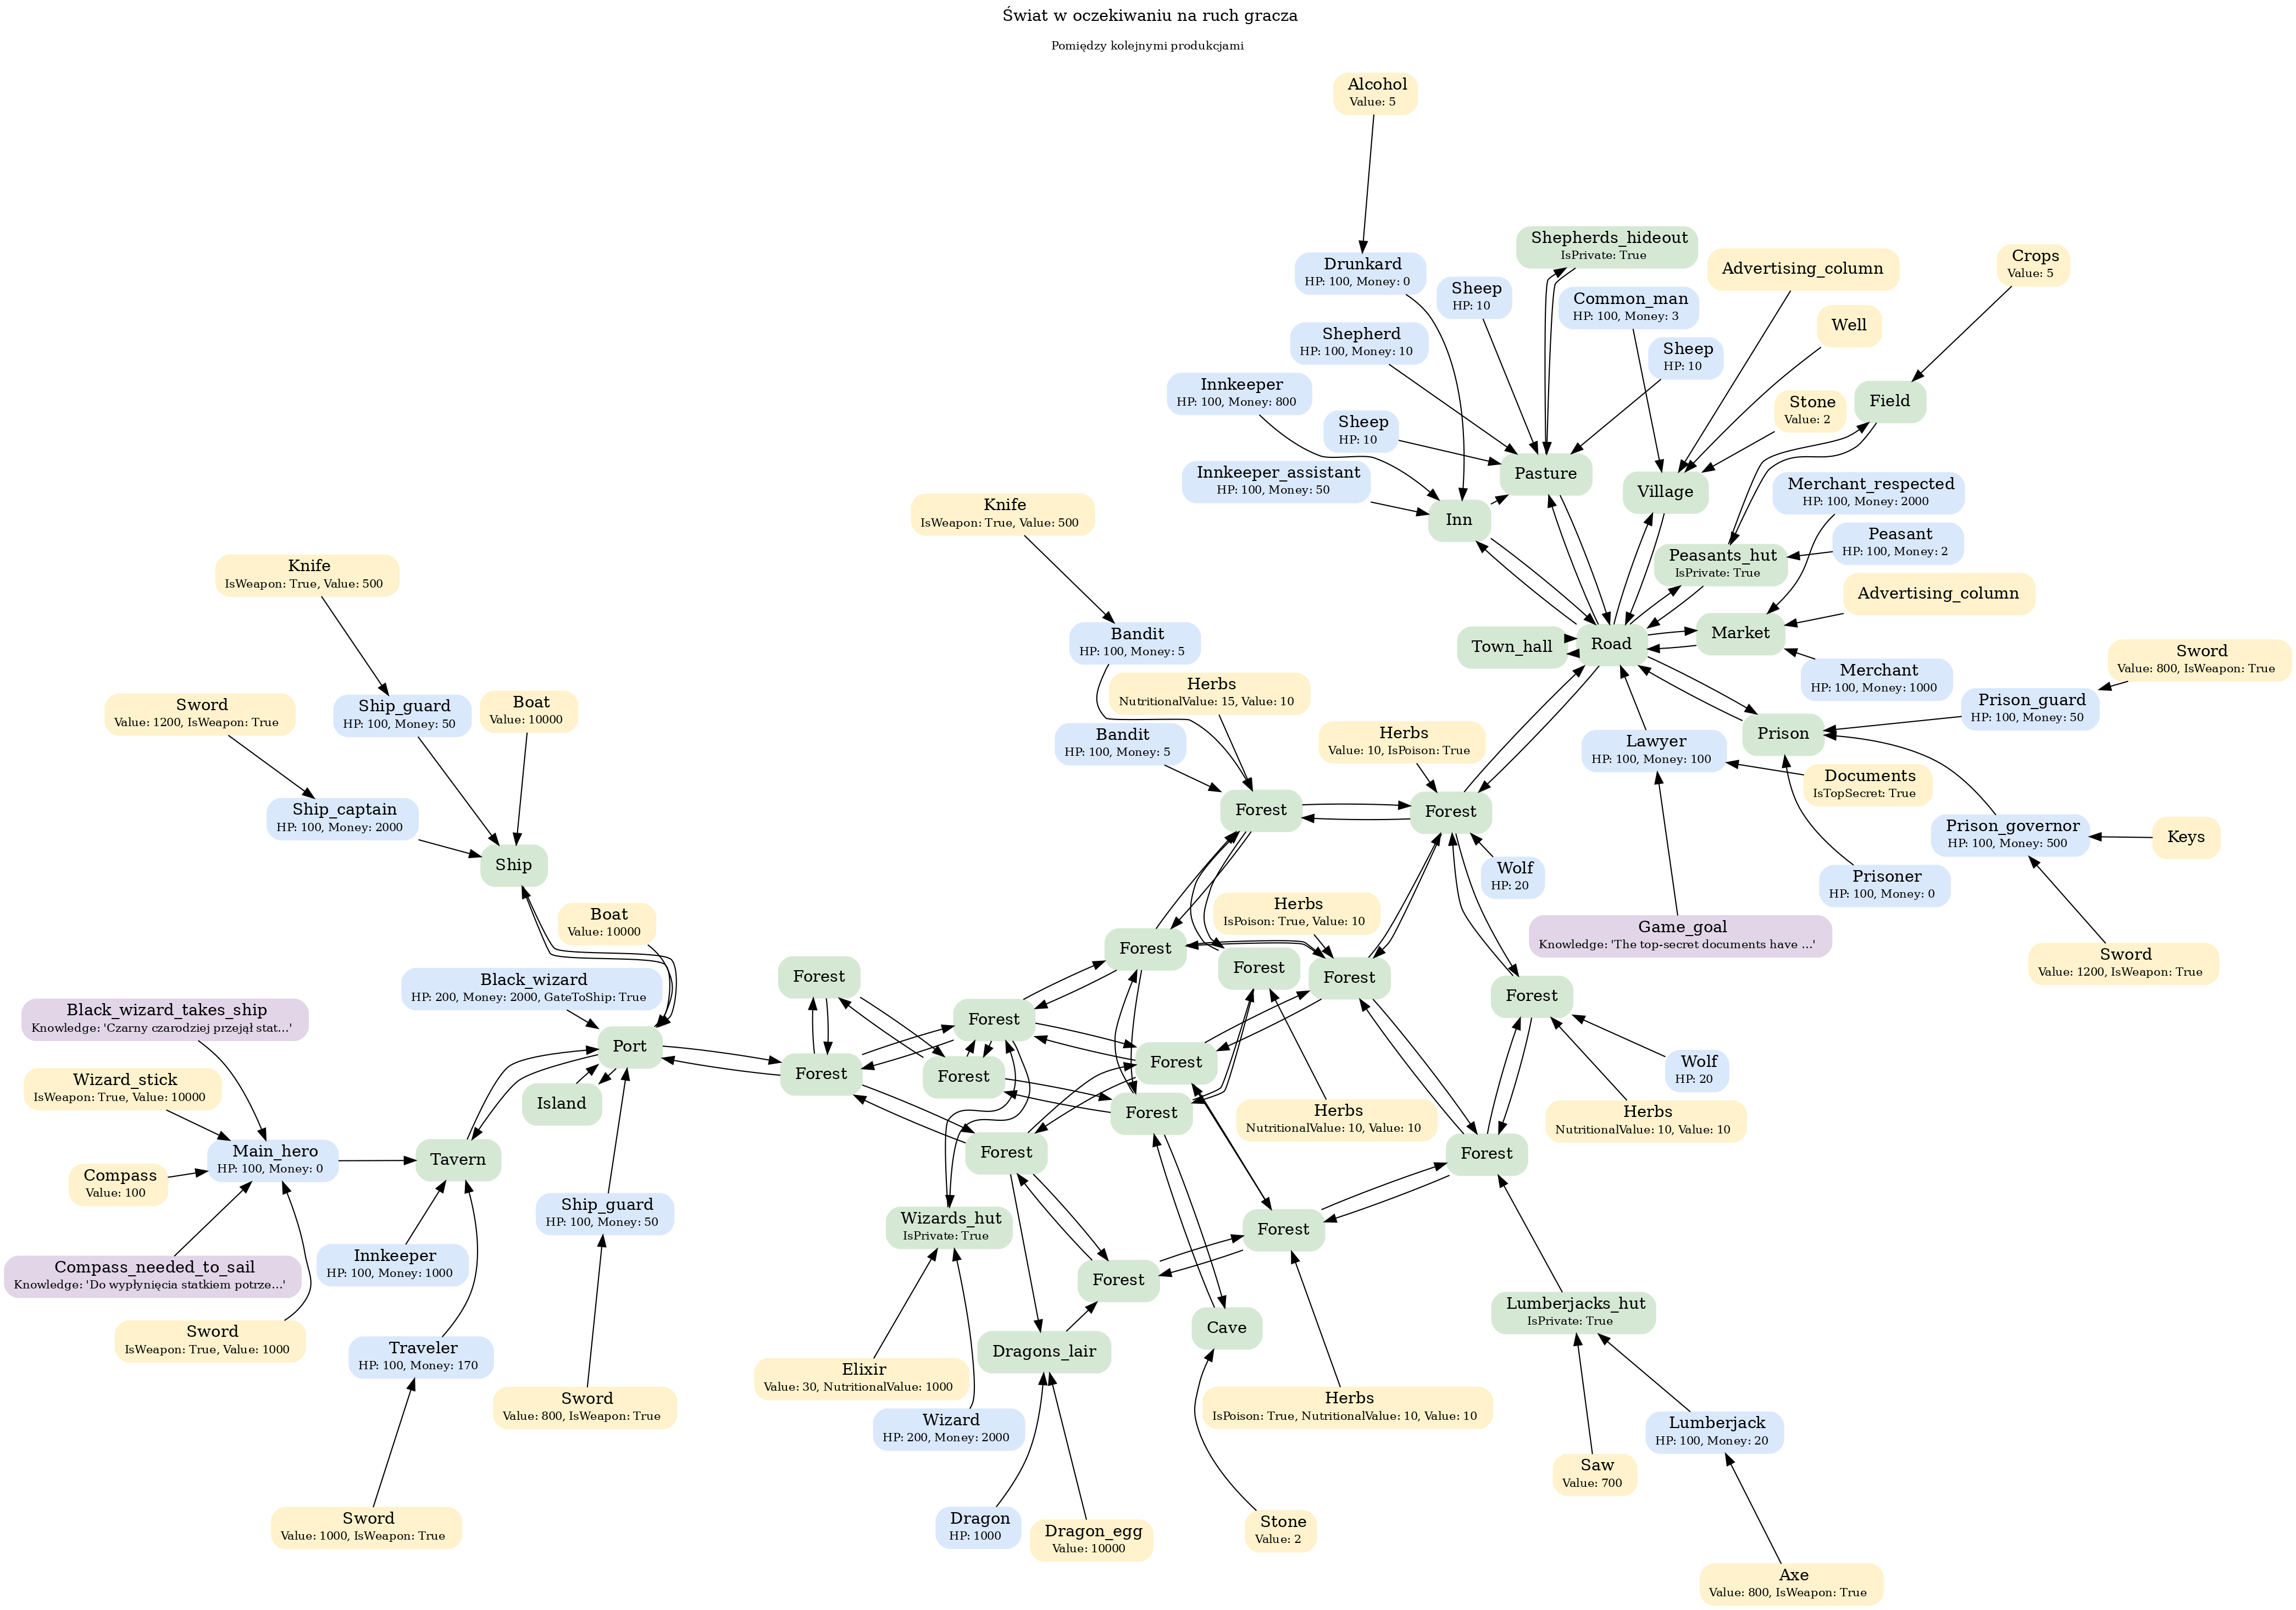 Świat w oczekiwaniu na ruch gracza
Pomiędzy kolejnymi produkcjami
Alcohol
Value: 5
Shepherds_hideout
IsPrivate: True
Drunkard
HP: 100, Money: 0
Sheep
HP: 10
Common_man
HP: 100, Money: 3
Advertising_column
Crops
Value: 5
Well
Shepherd
HP: 100, Money: 10
Sheep
HP: 10
Innkeeper
HP: 100, Money: 800
Stone
Value: 2
Field
Sheep
HP: 10
Innkeeper_assistant
HP: 100, Money: 50
Pasture
Village
Merchant_respected
HP: 100, Money: 2000
Knife
IsWeapon: True, Value: 500
Inn
Peasant
HP: 100, Money: 2
Peasants_hut
IsPrivate: True
Knife
IsWeapon: True, Value: 500
Advertising_column
Bandit
HP: 100, Money: 5
Town_hall
Road
Market
Merchant
HP: 100, Money: 1000
Sword
Value: 800, IsWeapon: True
Sword
Value: 1200, IsWeapon: True
Ship_guard
HP: 100, Money: 50
Boat
Value: 10000
Herbs
NutritionalValue: 15, Value: 10
Prison_guard
HP: 100, Money: 50
Bandit
HP: 100, Money: 5
Herbs
Value: 10, IsPoison: True
Lawyer
HP: 100, Money: 100
Prison
Documents
IsTopSecret: True
Ship_captain
HP: 100, Money: 2000
Forest
Forest
Prison_governor
HP: 100, Money: 500
Keys
Ship
Wolf
HP: 20
Prisoner
HP: 100, Money: 0
Boat
Value: 10000
Herbs
IsPoison: True, Value: 10
Game_goal
Knowledge: 'The top-secret documents have ...'
Forest
Sword
Value: 1200, IsWeapon: True
Black_wizard
HP: 200, Money: 2000, GateToShip: True
Forest
Forest
Forest
Forest
Black_wizard_takes_ship
Knowledge: 'Czarny czarodziej przejął stat...'
Forest
Port
Wizard_stick
IsWeapon: True, Value: 10000
Forest
Forest
Forest
Wolf
HP: 20
Island
Forest
Herbs
NutritionalValue: 10, Value: 10
Herbs
NutritionalValue: 10, Value: 10
Main_hero
HP: 100, Money: 0
Tavern
Forest
Forest
Compass
Value: 100
Ship_guard
HP: 100, Money: 50
Wizards_hut
IsPrivate: True
Forest
Compass_needed_to_sail
Knowledge: 'Do wypłynięcia statkiem potrze...'
Innkeeper
HP: 100, Money: 1000
Forest
Lumberjacks_hut
IsPrivate: True
Cave
Sword
IsWeapon: True, Value: 1000
Traveler
HP: 100, Money: 170
Dragons_lair
Elixir
Value: 30, NutritionalValue: 1000
Sword
Value: 800, IsWeapon: True
Herbs
IsPoison: True, NutritionalValue: 10, Value: 10
Wizard
HP: 200, Money: 2000
Lumberjack
HP: 100, Money: 20
Saw
Value: 700
Sword
Value: 1000, IsWeapon: True
Dragon
HP: 1000
Dragon_egg
Value: 10000
Stone
Value: 2
Axe
Value: 800, IsWeapon: True